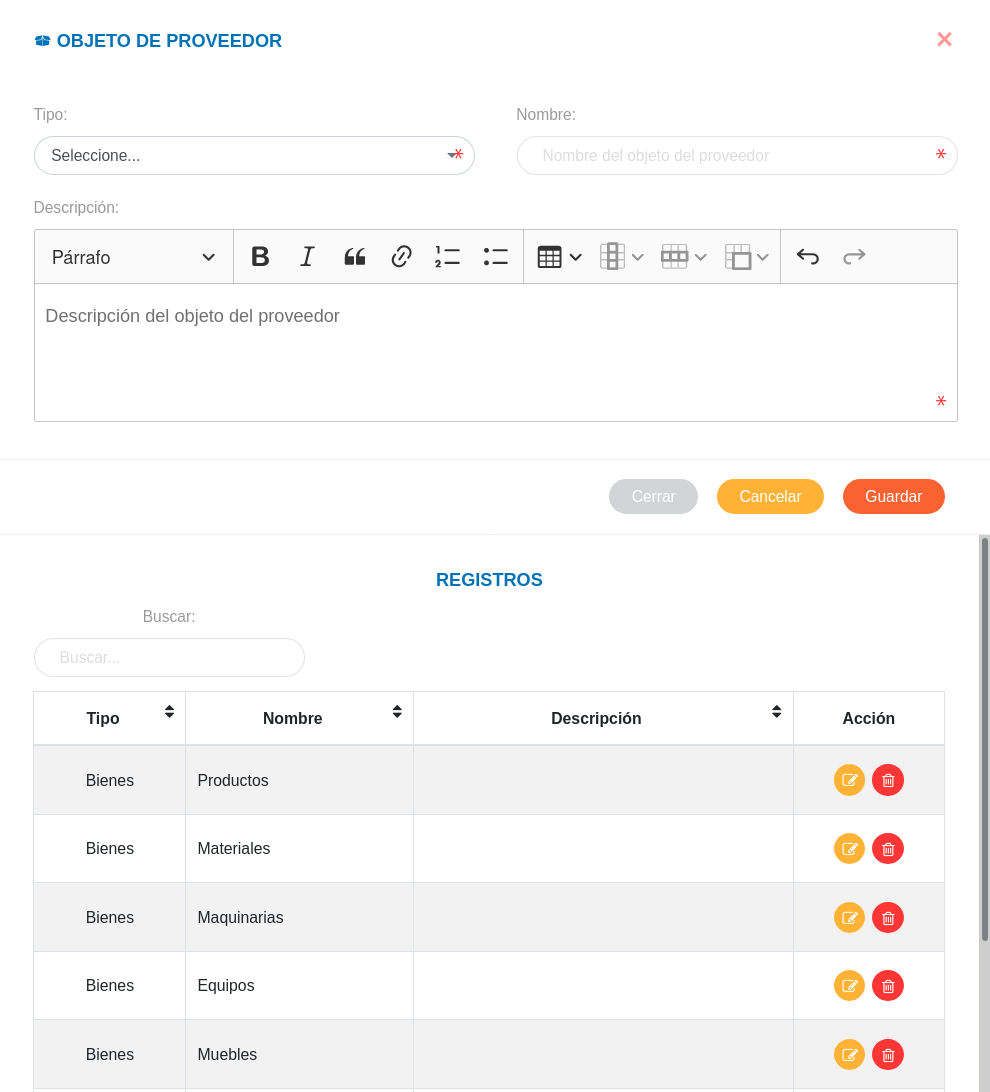 OBJETO DE PROVEEDOR
Tipo: Nombre:
Seleccione... * Nombre del objeto del proveedor *
Descripción:
Párrafo
Descripción del objeto del proveedor
*
Cerrar Cancelar Guardar
REGISTROS
Buscar:
Buscar...
Tipo Nombre Descripción Acción
Bienes Productos
Bienes Materiales
Bienes Maquinarias
Bienes Equipos
Bienes Muebles